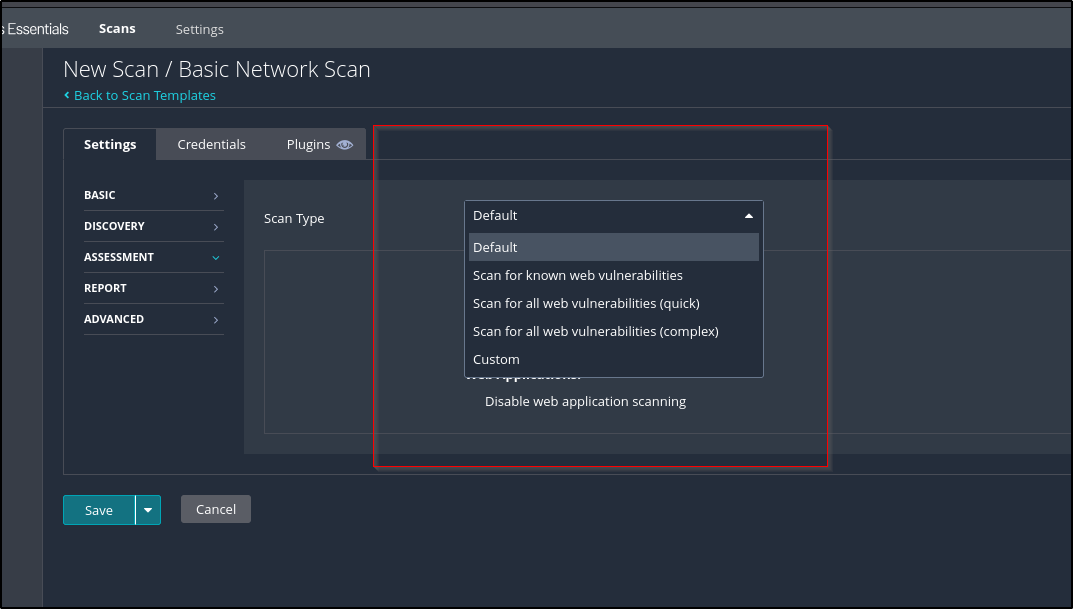 Essentials Scans Settings
New Scan / Basic Network Scan
Back to Scan Templates
Settings Credentials Plugins
BASIC
DISCOVERY
ASSESSMENT
REPORT
ADVANCED
Scan Type
Default
Default
Scan for known web vulnerabilities
Scan for all web vulnerabilities (quick)
Scan for all web vulnerabilities (complex)
Custom
Web Applications:
Disable web application scanning
Save Cancel